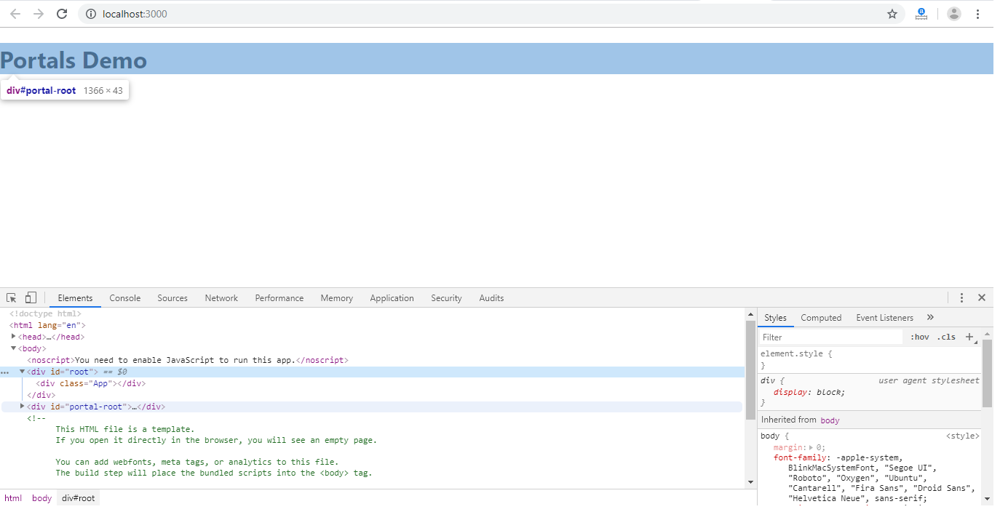 localhost:3000
Portals Demo
div#portal-root 1366 × 43
Elements Console Sources Network Performance Memory Application Security Audits
<!doctype html>
<html lang="en">
<head>…</head>
<body>
<noscript>You need to enable JavaScript to run this app.</noscript>
<div id="root"> == $0
<div class="App"></div>
</div>
<div id="portal-root">…</div>
<!--
This HTML file is a template.
If you open it directly in the browser, you will see an empty page.
You can add webfonts, meta tags, or analytics to this file.
The build step will place the bundled scripts into the <body> tag.
html body div#root
Styles Computed Event Listeners »
Filter :hov .cls +
element.style {
}
div { user agent stylesheet
display: block;
}
Inherited from body
body { <style>
margin: 0;
font-family: -apple-system,
BlinkMacSystemFont, "Segoe UI",
"Roboto", "Oxygen", "Ubuntu",
"Cantarell", "Fira Sans", "Droid Sans",
"Helvetica Neue", sans-serif;